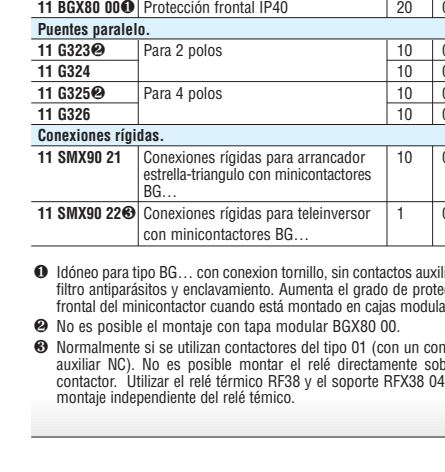 11 BGX80 00❶ Protección frontal IP40 20
Puentes paralelo.
11 G323❷ Para 2 polos 10
11 G324 10
11 G325❷ Para 4 polos 10
11 G326 10
Conexiones rígidas.
11 SMX90 21 Conexiones rígidas para arrancador 10
estrella-triangulo con minicontactores
BG…
11 SMX90 22❸ Conexiones rígidas para teleinversor 1
con minicontactores BG…
❶ Idóneo para tipo BG… con conexion tornillo, sin contactos auxili
filtro antiparásitos y enclavamiento. Aumenta el grado de prote
frontal del minicontactor cuando está montado en cajas modula
❷ No es posible el montaje con tapa modular BGX80 00.
❸ Normalmente si se utilizan contactores del tipo 01 (con un con
auxiliar NC). No es posible montar el relé directamente sob
contactor. Utilizar el relé térmico RF38 y el soporte RFX38 04
montaje independiente del relé témico.